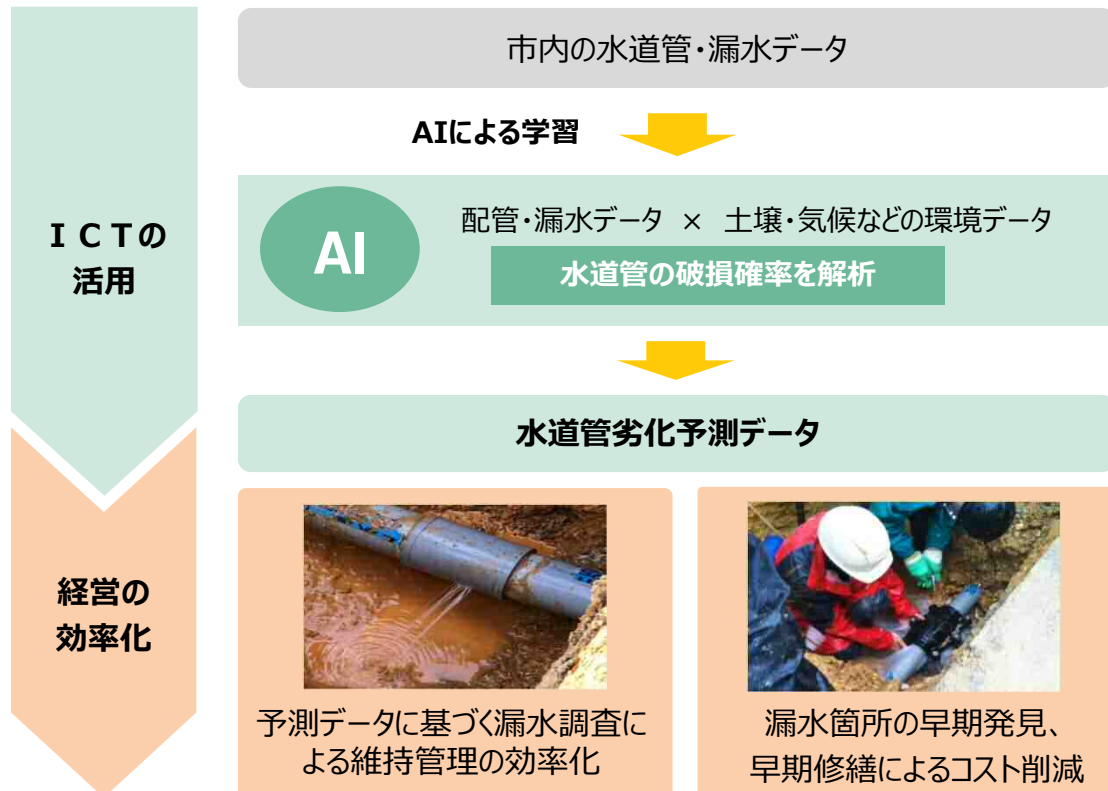 市内の水道管・漏水データ
AIによる学習
ＩＣＴの
活用
AI
配管・漏水データ × 土壌・気候などの環境データ
水道管の破損確率を解析
水道管劣化予測データ
経営の
効率化
予測データに基づく漏水調査に
よる維持管理の効率化
漏水箇所の早期発見、
早期修繕によるコスト削減